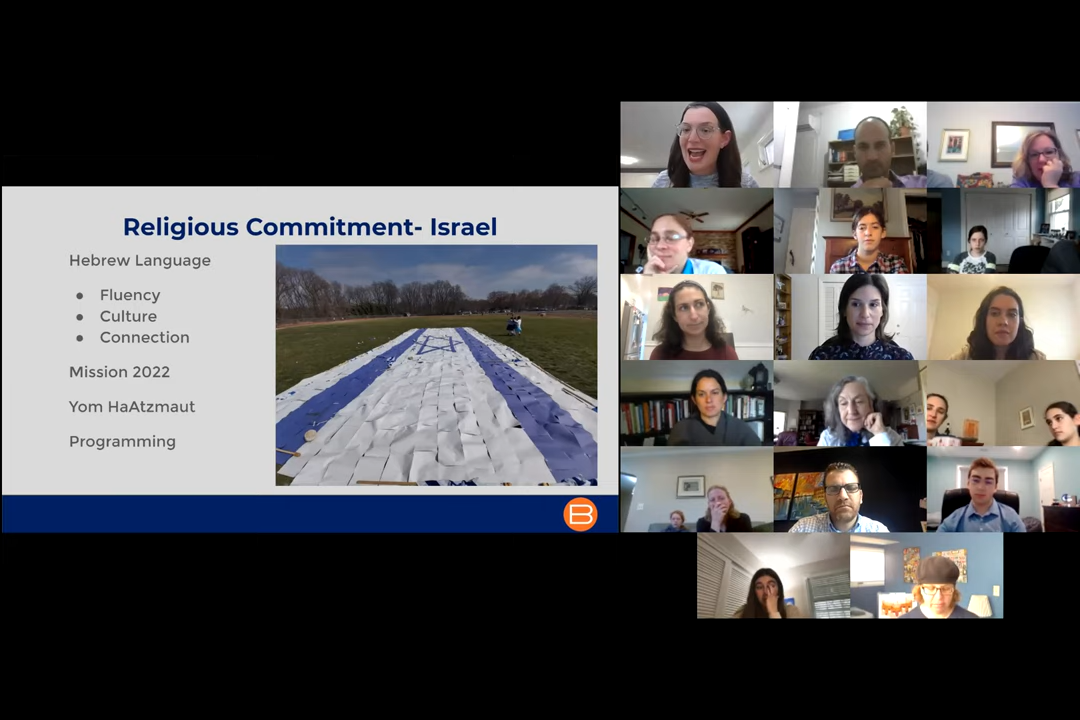 Religious Commitment- Israel
Hebrew Language
● Fluency
● Culture
● Connection
Mission 2022
Yom HaAtzmaut
Programming
B